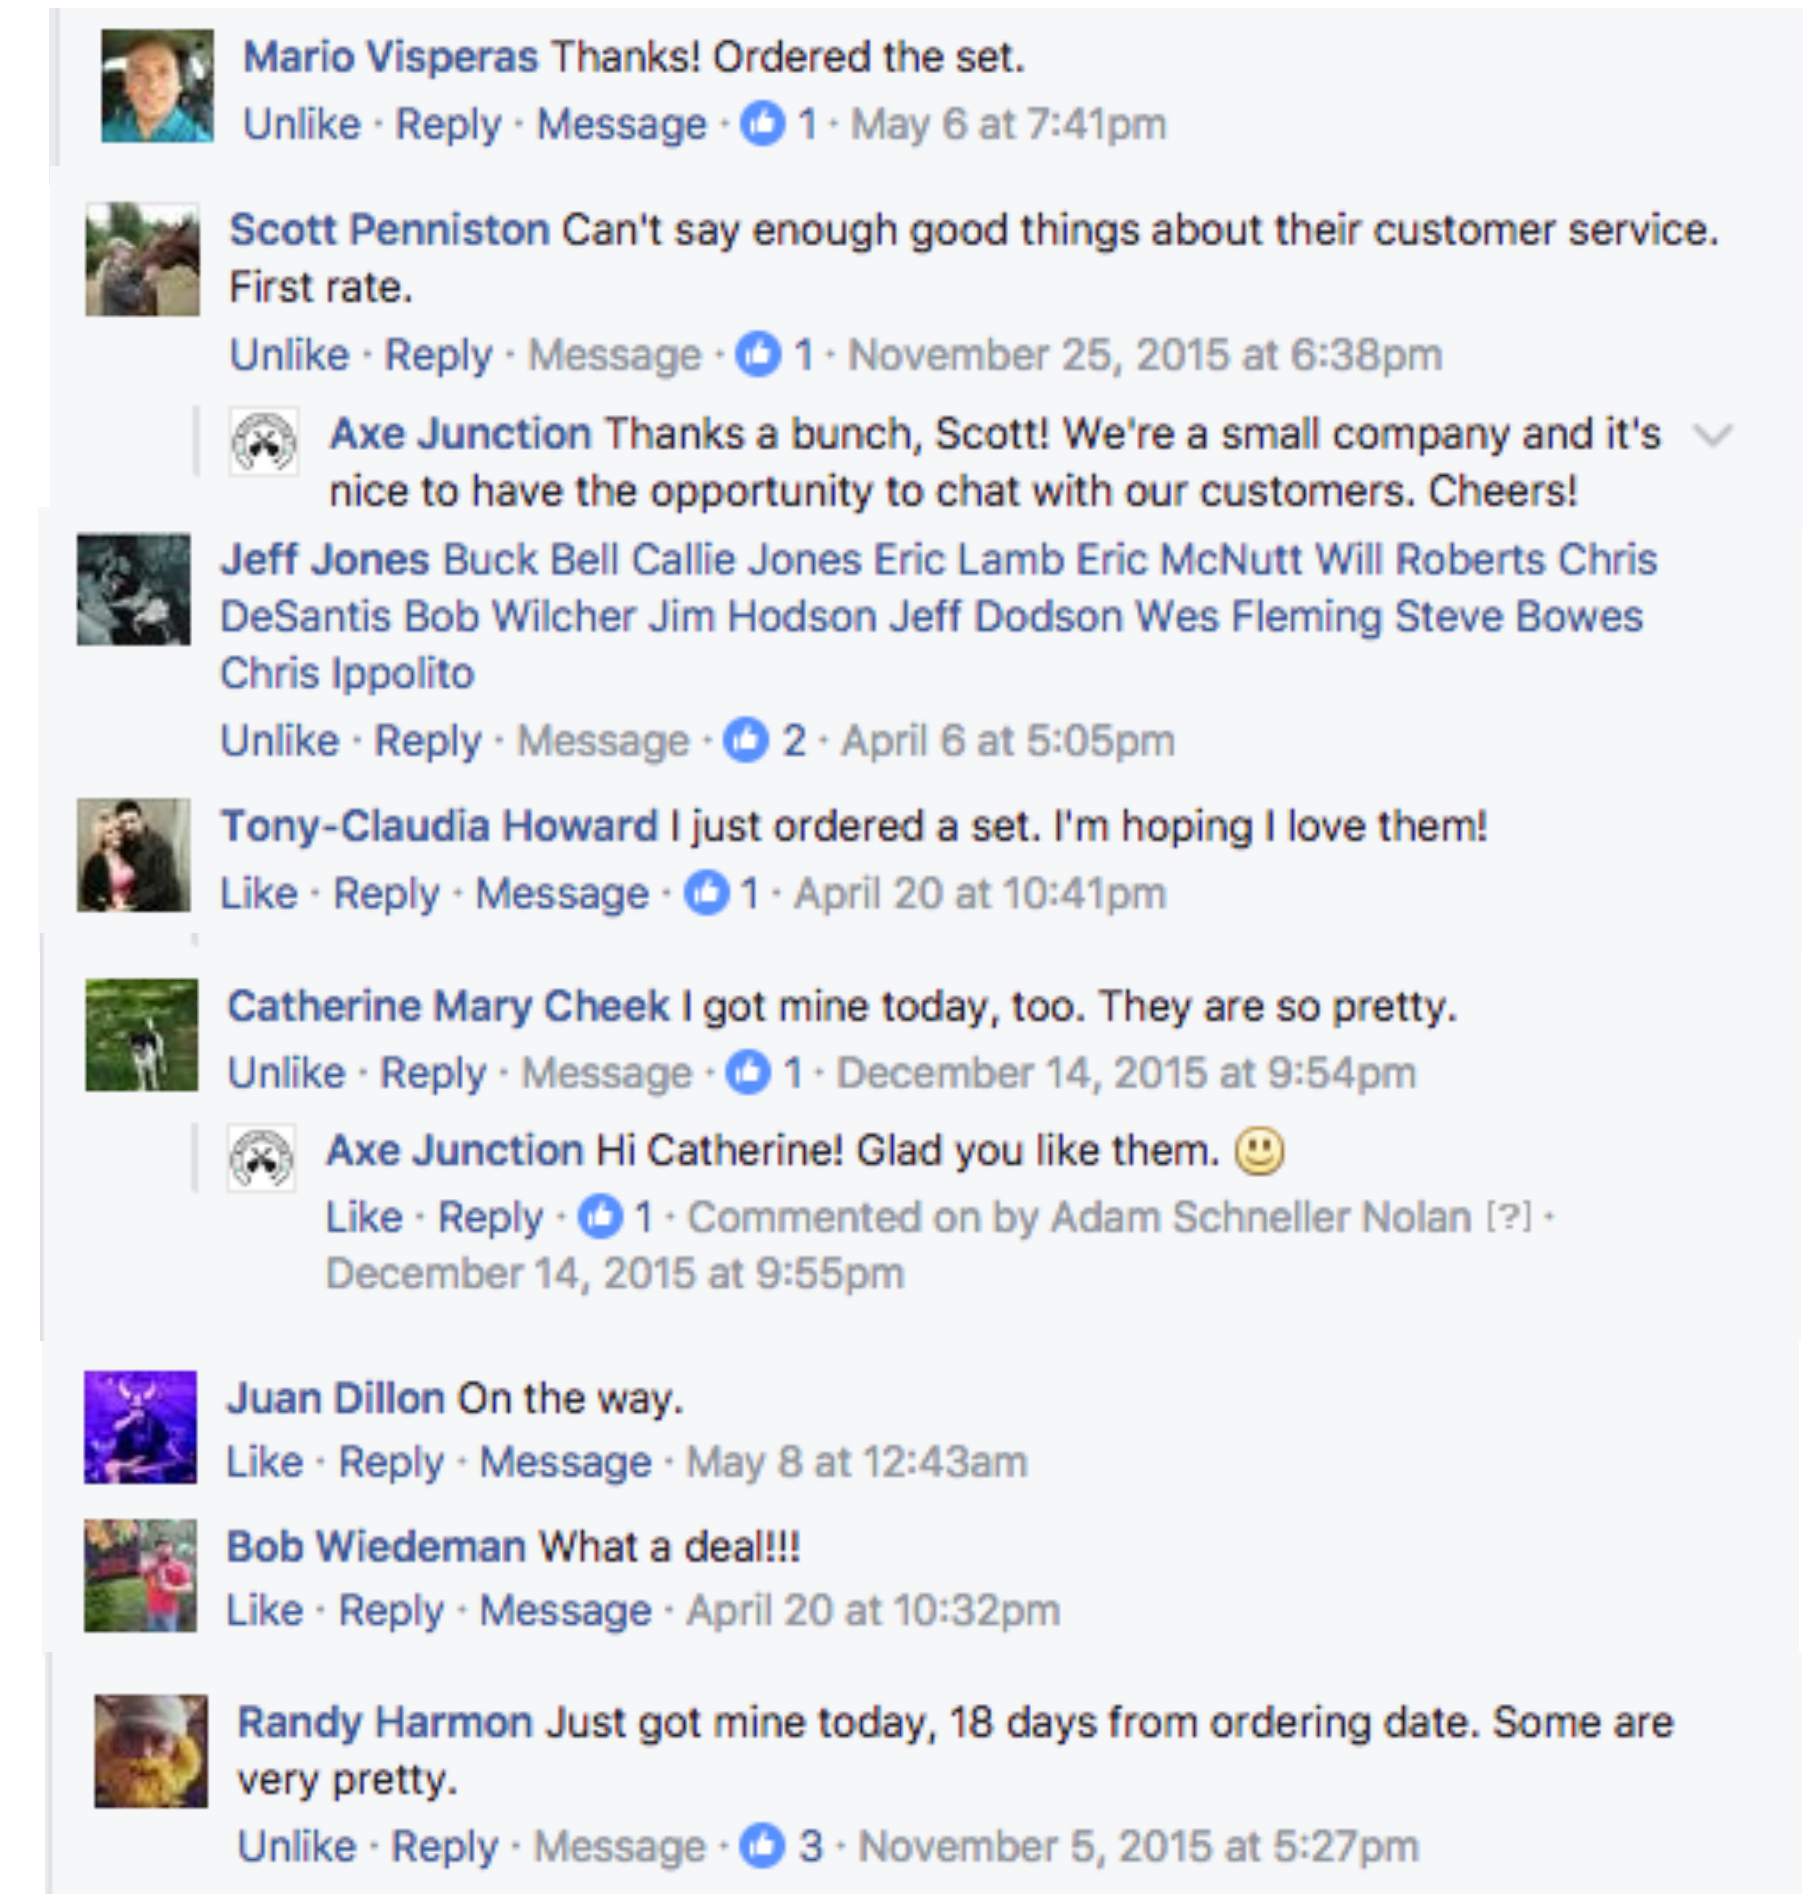 Mario Visperas Thanks! Ordered the set.
Unlike · Reply · Message · 1 · May 6 at 7:41pm
Scott Penniston Can't say enough good things about their customer service.
First rate.
Unlike · Reply · Message · 1 · November 25, 2015 at 6:38pm
Axe Junction Thanks a bunch, Scott! We're a small company and it's
nice to have the opportunity to chat with our customers. Cheers!
Jeff Jones Buck Bell Callie Jones Eric Lamb Eric McNutt Will Roberts Chris
DeSantis Bob Wilcher Jim Hodson Jeff Dodson Wes Fleming Steve Bowes
Chris Ippolito
Unlike · Reply · Message · 2 · April 6 at 5:05pm
Tony-Claudia Howard I just ordered a set. I'm hoping I love them!
Like · Reply · Message · 1 · April 20 at 10:41pm
Catherine Mary Cheek I got mine today, too. They are so pretty.
Unlike · Reply · Message · 1 · December 14, 2015 at 9:54pm
Axe Junction Hi Catherine! Glad you like them.
Like · Reply · 1 · Commented on by Adam Schneller Nolan [?] ·
December 14, 2015 at 9:55pm
Juan Dillon On the way.
Like · Reply · Message · May 8 at 12:43am
Bob Wiedeman What a deal!!!
Like · Reply · Message · April 20 at 10:32pm
Randy Harmon Just got mine today, 18 days from ordering date. Some are
very pretty.
Unlike · Reply · Message · 3 · November 5, 2015 at 5:27pm